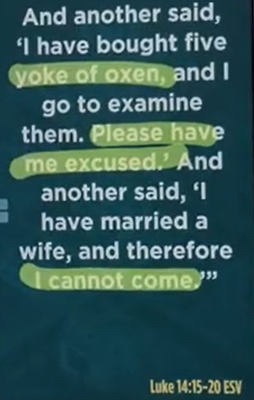 And another said,
‘I have bought five
yoke of oxen, and I
go to examine
them. Please have
me excused.’ And
another said, ‘I
have married a
wife, and therefore
I cannot come.’”
Luke 14:15-20 ESV